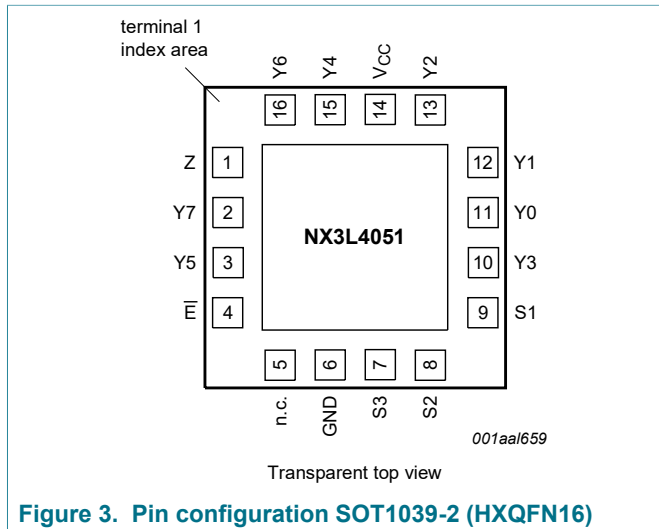 terminal 1
index area
Y6 Y4 VCC Y2
16 15 14 13
Z 1 12 Y1
Y7 2 11 Y0
NX3L4051
Y5 3 10 Y3
E̅ 4 9 S1
5 6 7 8
n.c. GND S3 S2
001aal659
Transparent top view
Figure 3. Pin configuration SOT1039-2 (HXQFN16)